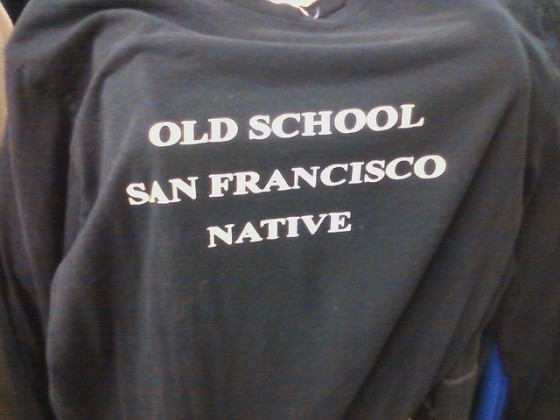 OLD SCHOOL
SAN FRANCISCO
NATIVE